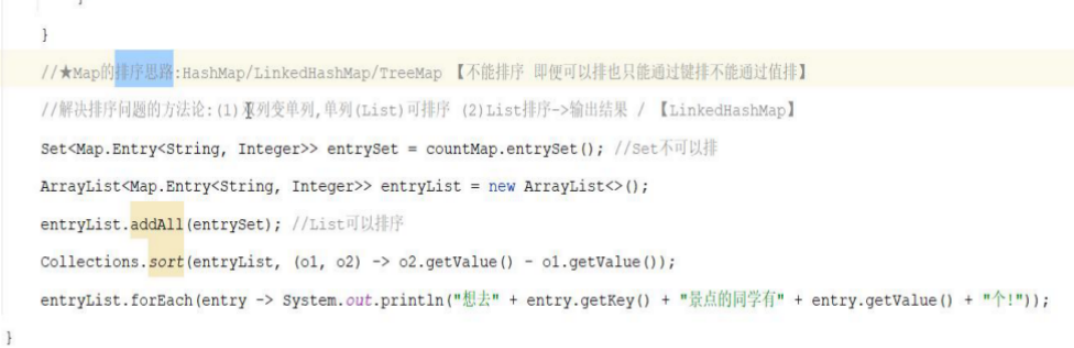 }
//★Map的排序思路:HashMap/LinkedHashMap/TreeMap 【不能排序 即便可以排也只能通过键排不能通过值排】
//解决排序问题的方法论:(1)双列变单列,单列(List)可排序 (2)List排序->输出结果 / 【LinkedHashMap】
Set<Map.Entry<String, Integer>> entrySet = countMap.entrySet(); //Set不可以排
ArrayList<Map.Entry<String, Integer>> entryList = new ArrayList<>();
entryList.addAll(entrySet); //List可以排序
Collections.sort(entryList, (o1, o2) -> o2.getValue() - o1.getValue());
entryList.forEach(entry -> System.out.println("想去" + entry.getKey() + "景点的同学有" + entry.getValue() + "个!"));
}